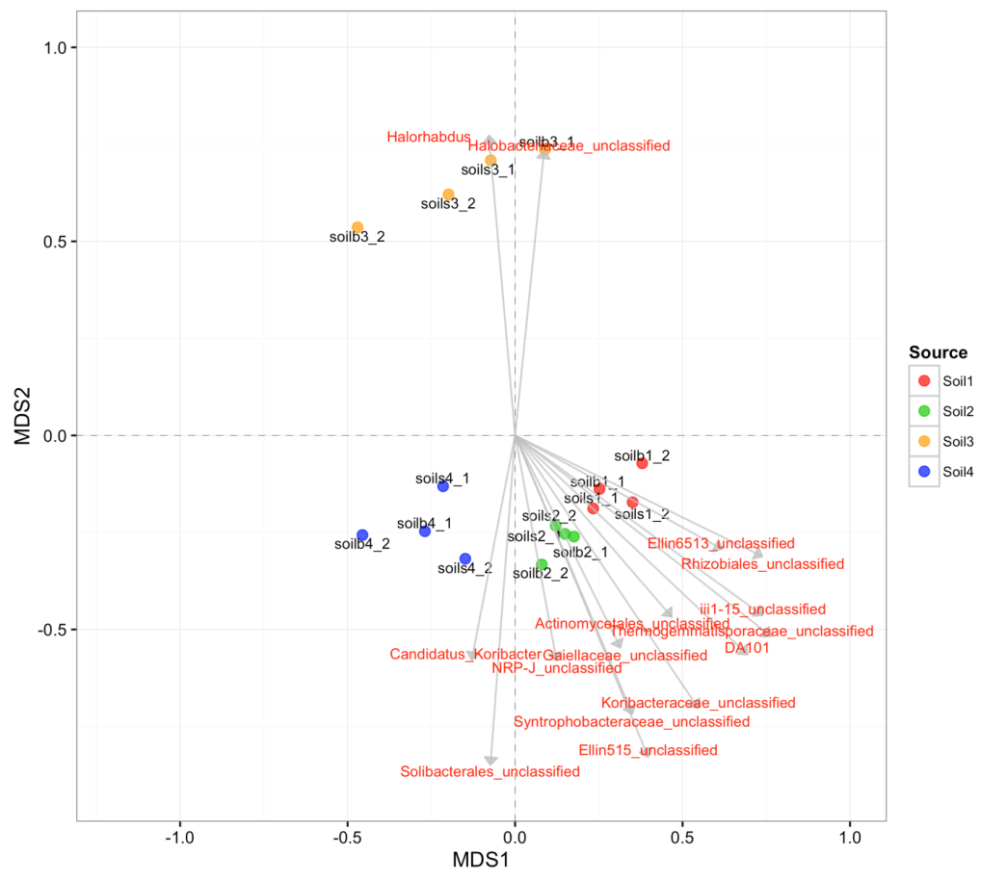 1.0
Halorhabdus
soilb3_1
Halobacteriaceae_unclassified
soils3_1
soils3_2
soilb3_2
0.5
Source
Soil1
Soil2
Soil3
Soil4
MDS2
0.0
soilb1_2
soils4_1
soilb1_1
soils1_1
soils1_2
soils2_2
soilb4_1
soils2_1
soilb4_2
soilb2_1
Ellin6513_unclassified
Rhizobiales_unclassified
soils4_2
soilb2_2
iii1-15_unclassified
-0.5
Actinomycetales_unclassified
Thermogemmatisporaceae_unclassified
DA101
Candidatus_Koribacter
Gaiellaceae_unclassified
NRP-J_unclassified
Koribacteraceae_unclassified
Syntrophobacteraceae_unclassified
Ellin515_unclassified
Solibacterales_unclassified
-1.0 -0.5 0.0 0.5 1.0
MDS1